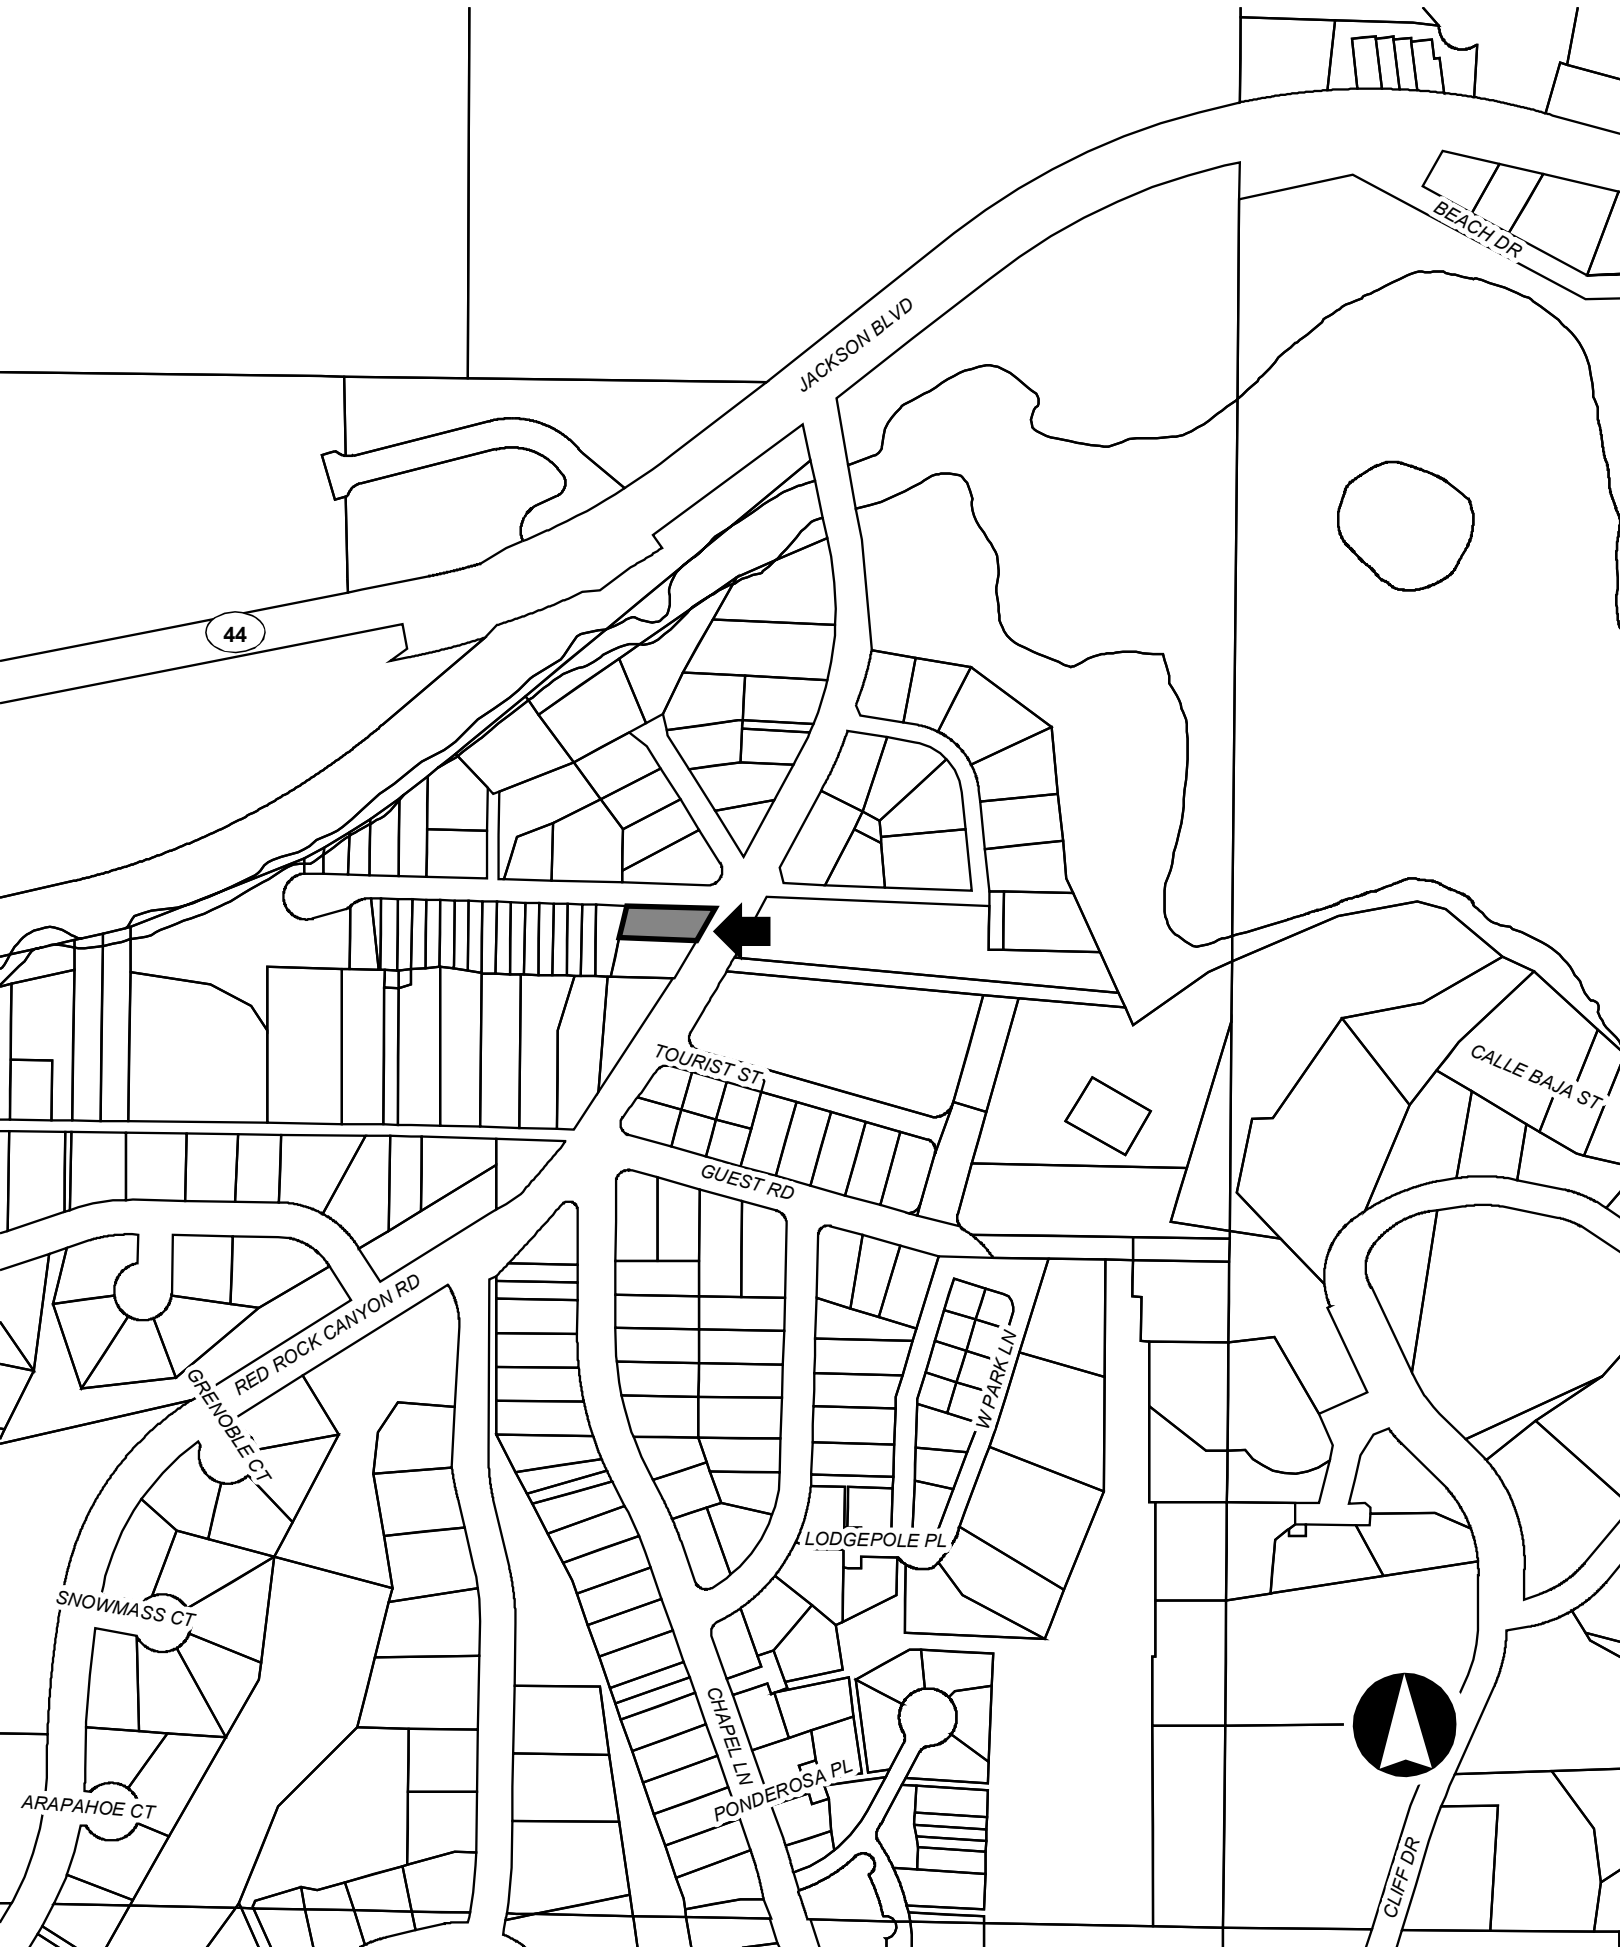 BEACH DR
JACKSON BLVD
44
TOURIST ST
CALLE BAJA ST
GUEST RD
RED ROCK CANYON RD
W PARK LN
GRENOBLE CT
LODGEPOLE PL
SNOWMASS CT
CHAPEL LN
PONDEROSA PL
ARAPAHOE CT
CLIFF DR